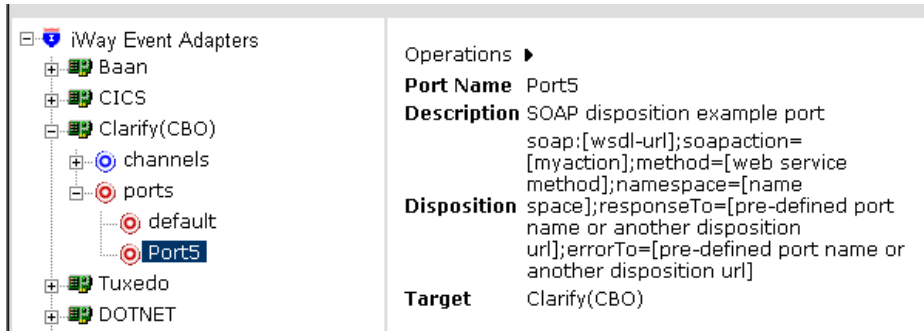 iWay Event Adapters
Baan
CICS
Clarify(CBO)
channels
ports
default
Port5
Tuxedo
DOTNET
Operations
Port Name Port5
Description SOAP disposition example port
soap:[wsdl-url];soapaction=
[myaction];method=[web service
method];namespace=[name
Disposition space];responseTo=[pre-defined port
name or another disposition
url];errorTo=[pre-defined port name or
another disposition url]
Target Clarify(CBO)